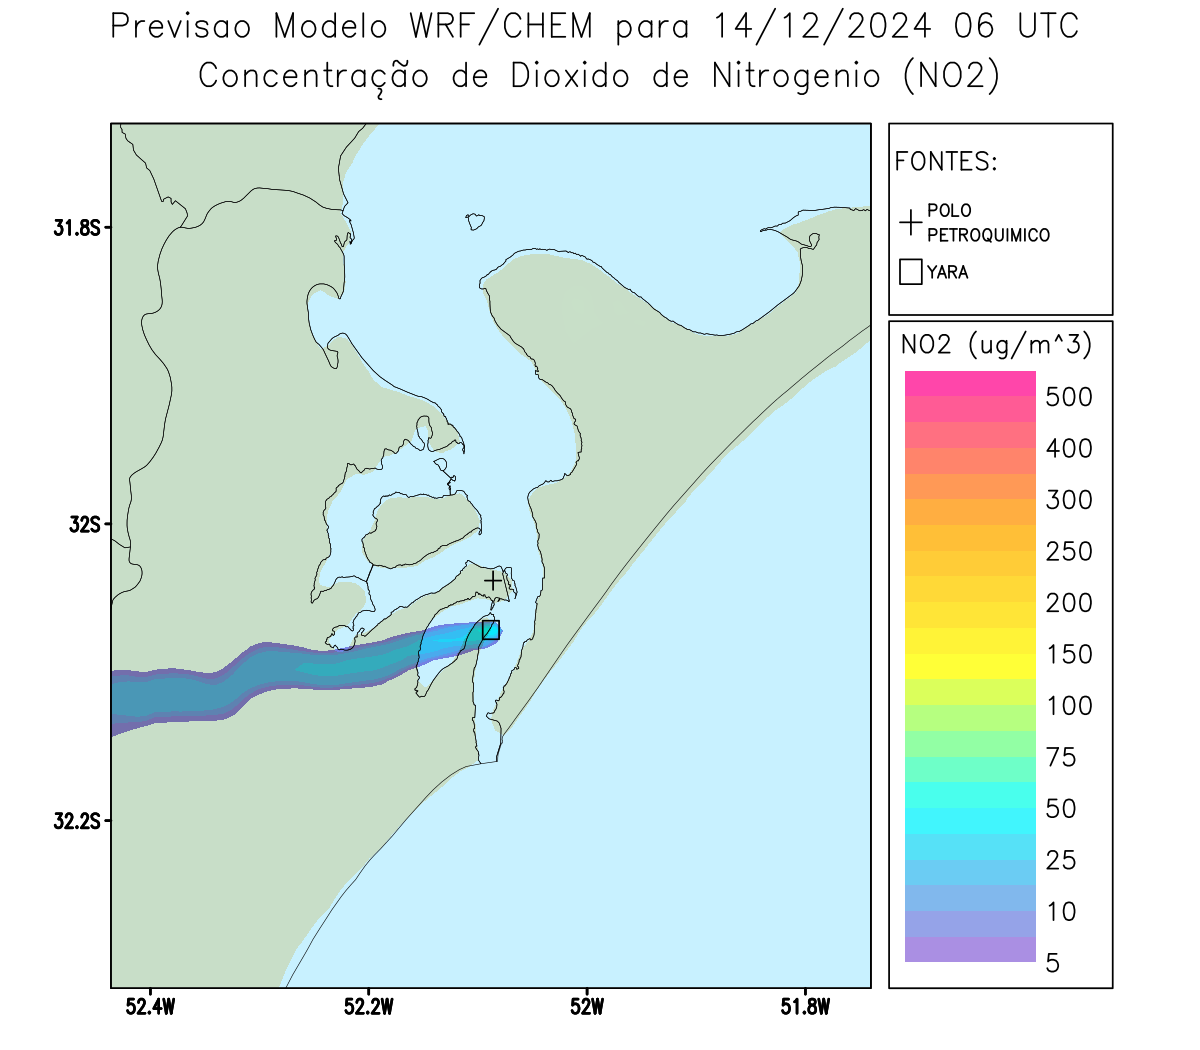 Previsao Modelo WRF/CHEM para 14/12/2024 06 UTC
Concentração de Dioxido de Nitrogenio (NO2)
FONTES:
POLO
PETROQUIMICO
YARA
NO2 (ug/m^3)
500
400
300
250
200
150
100
75
50
25
10
5
31.8S
32S
32.2S
52.4W
52.2W
52W
51.8W